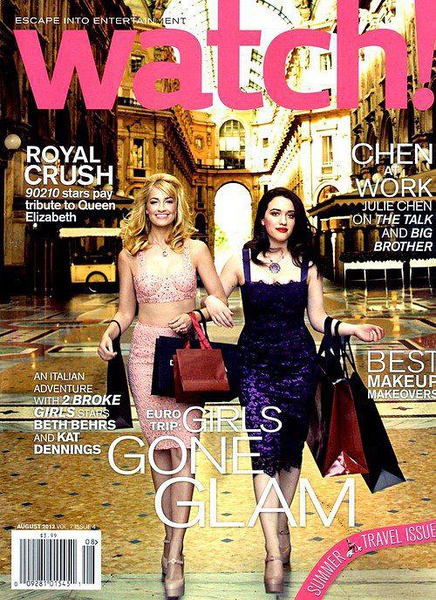 ESCAPE INTO ENTERTAINMENT
watch!
ROYAL
CRUSH
90210 stars pay
tribute to Queen
Elizabeth
CHEN
AT
WORK
JULIE CHEN
ON THE TALK
AND BIG
BROTHER
BEST
MAKEUP
MAKEOVERS
AN ITALIAN
ADVENTURE
WITH 2 BROKE
GIRLS STARS
BETH BEHRS
AND KAT
DENNINGS
EURO
TRIP: GIRLS
GONE
GLAM
AUGUST 2012 VOL. 7 ISSUE 4
$3.99
08>
SUMMER TRAVEL ISSUE